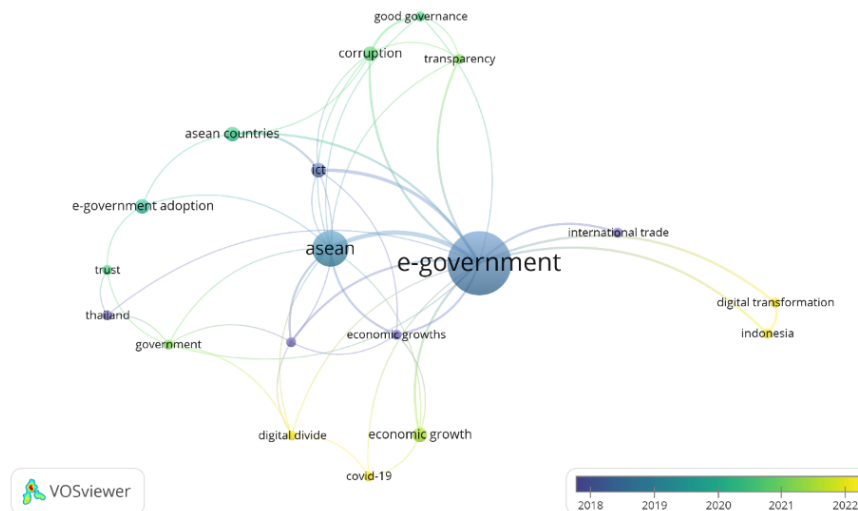 good governance
corruption
transparency
asean countries
ict
e-government adoption
international trade
asean
e-government
trust
digital transformation
thailand
indonesia
economic growths
government
digital divide
economic growth
covid-19
VOSviewer
2018 2019 2020 2021 2022